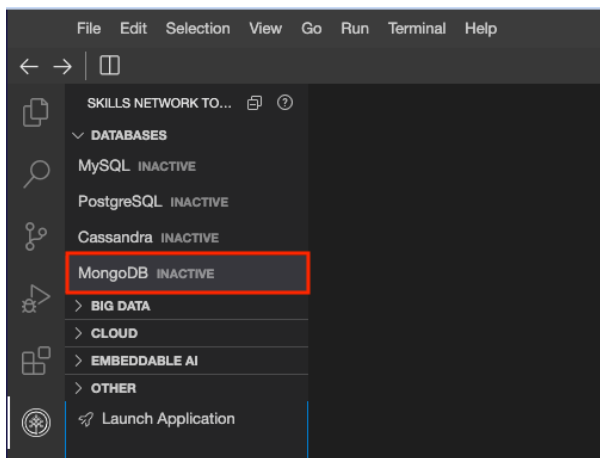 File Edit Selection View Go Run Terminal Help
SKILLS NETWORK TO...
DATABASES
MySQL INACTIVE
PostgreSQL INACTIVE
Cassandra INACTIVE
MongoDB INACTIVE
BIG DATA
CLOUD
EMBEDDABLE AI
OTHER
Launch Application